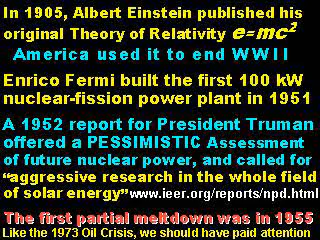 In 1905, Albert Einstein published his
original Theory of Relativity e=mc²
America used it to end WWII
Enrico Fermi built the first 100 kW
nuclear-fission power plant in 1951
A 1952 report for President Truman
offered a PESSIMISTIC Assessment
of future nuclear power, and called for
“aggressive research in the whole field
of solar energy” www.ieer.org/reports/npd.html
The first partial meltdown was in 1955
Like the 1973 Oil Crisis, we should have paid attention